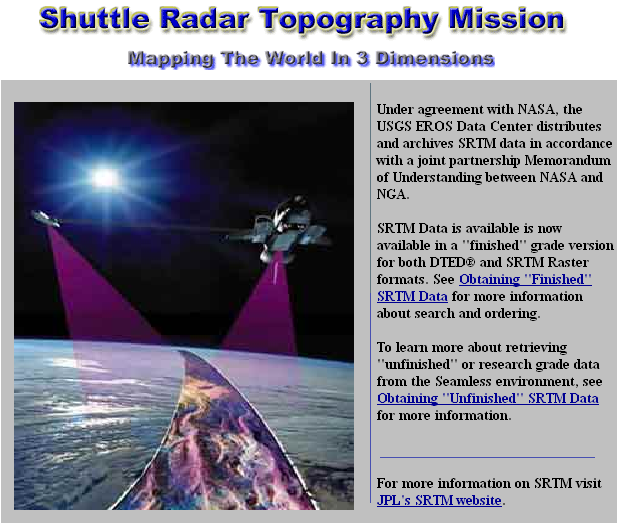 Shuttle Radar Topography Mission
Mapping The World In 3 Dimensions
Under agreement with NASA, the
USGS EROS Data Center distributes
and archives SRTM data in accordance
with a joint partnership Memorandum
of Understanding between NASA and
NGA.
SRTM Data is available is now
available in a "finished" grade version
for both DTED® and SRTM Raster
formats. See Obtaining "Finished"
SRTM Data for more information
about search and ordering.
To learn more about retrieving
"unfinished" or research grade data
from the Seamless environment, see
Obtaining "Unfinished" SRTM Data
for more information.
For more information on SRTM visit
JPL's SRTM website.